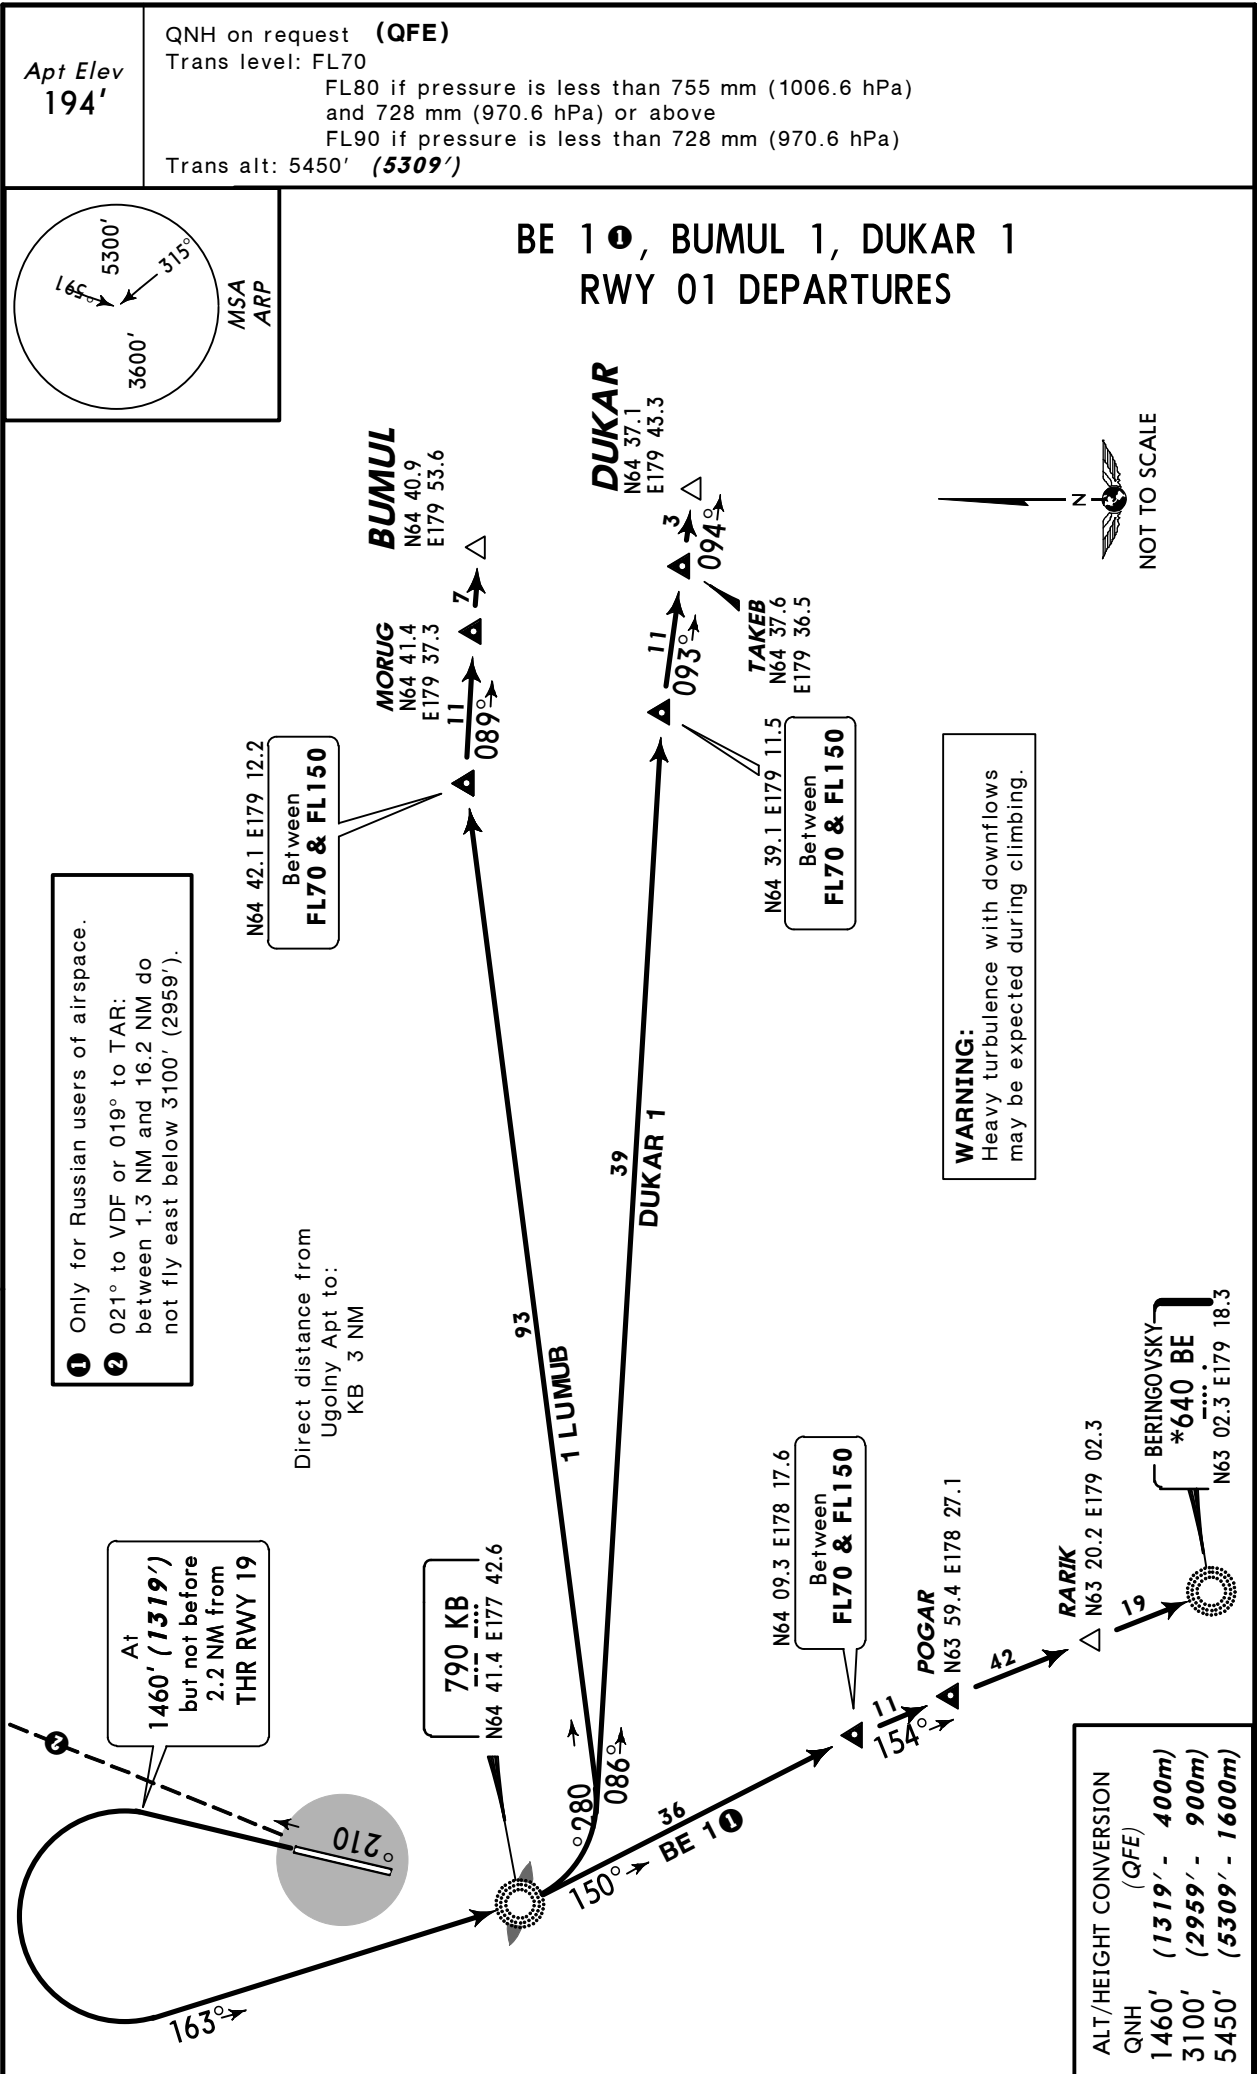 Apt Elev
194'
QNH on request (QFE)
Trans level: FL70
FL80 if pressure is less than 755 mm (1006.6 hPa)
and 728 mm (970.6 hPa) or above
FL90 if pressure is less than 728 mm (970.6 hPa)
Trans alt: 5450' (5309')
BE 1 ❶, BUMUL 1, DUKAR 1
RWY 01 DEPARTURES
°591
5300'
315°
3600'
MSA
ARP
BUMUL
N64 40.9
E179 53.6
7
MORUG
N64 41.4
E179 37.3
11
089°
N64 42.1 E179 12.2
Between
FL70 & FL150
DUKAR
N64 37.1
E179 43.3
3
094°
TAKEB
N64 37.6
E179 36.5
11
093°
N64 39.1 E179 11.5
Between
FL70 & FL150
N
NOT TO SCALE
❶ Only for Russian users of airspace.
❷ 021° to VDF or 019° to TAR:
between 1.3 NM and 16.2 NM do
not fly east below 3100' (2959').
Direct distance from
Ugolny Apt to:
KB 3 NM
WARNING:
Heavy turbulence with downflows
may be expected during climbing.
93
1 LUMUB
39
DUKAR 1
At
1460' (1319')
but not before
2.2 NM from
THR RWY 19
❷
°210
163°
790 KB
N64 41.4 E177 42.6
°280
086°
150°
36
BE 1 ❶
N64 09.3 E178 17.6
Between
FL70 & FL150
11
154°
POGAR
N63 59.4 E178 27.1
42
RARIK
N63 20.2 E179 02.3
19
BERINGOVSKY
*640 BE
N63 02.3 E179 18.3
ALT/HEIGHT CONVERSION
QNH (QFE)
1460' (1319' - 400m)
3100' (2959' - 900m)
5450' (5309' - 1600m)